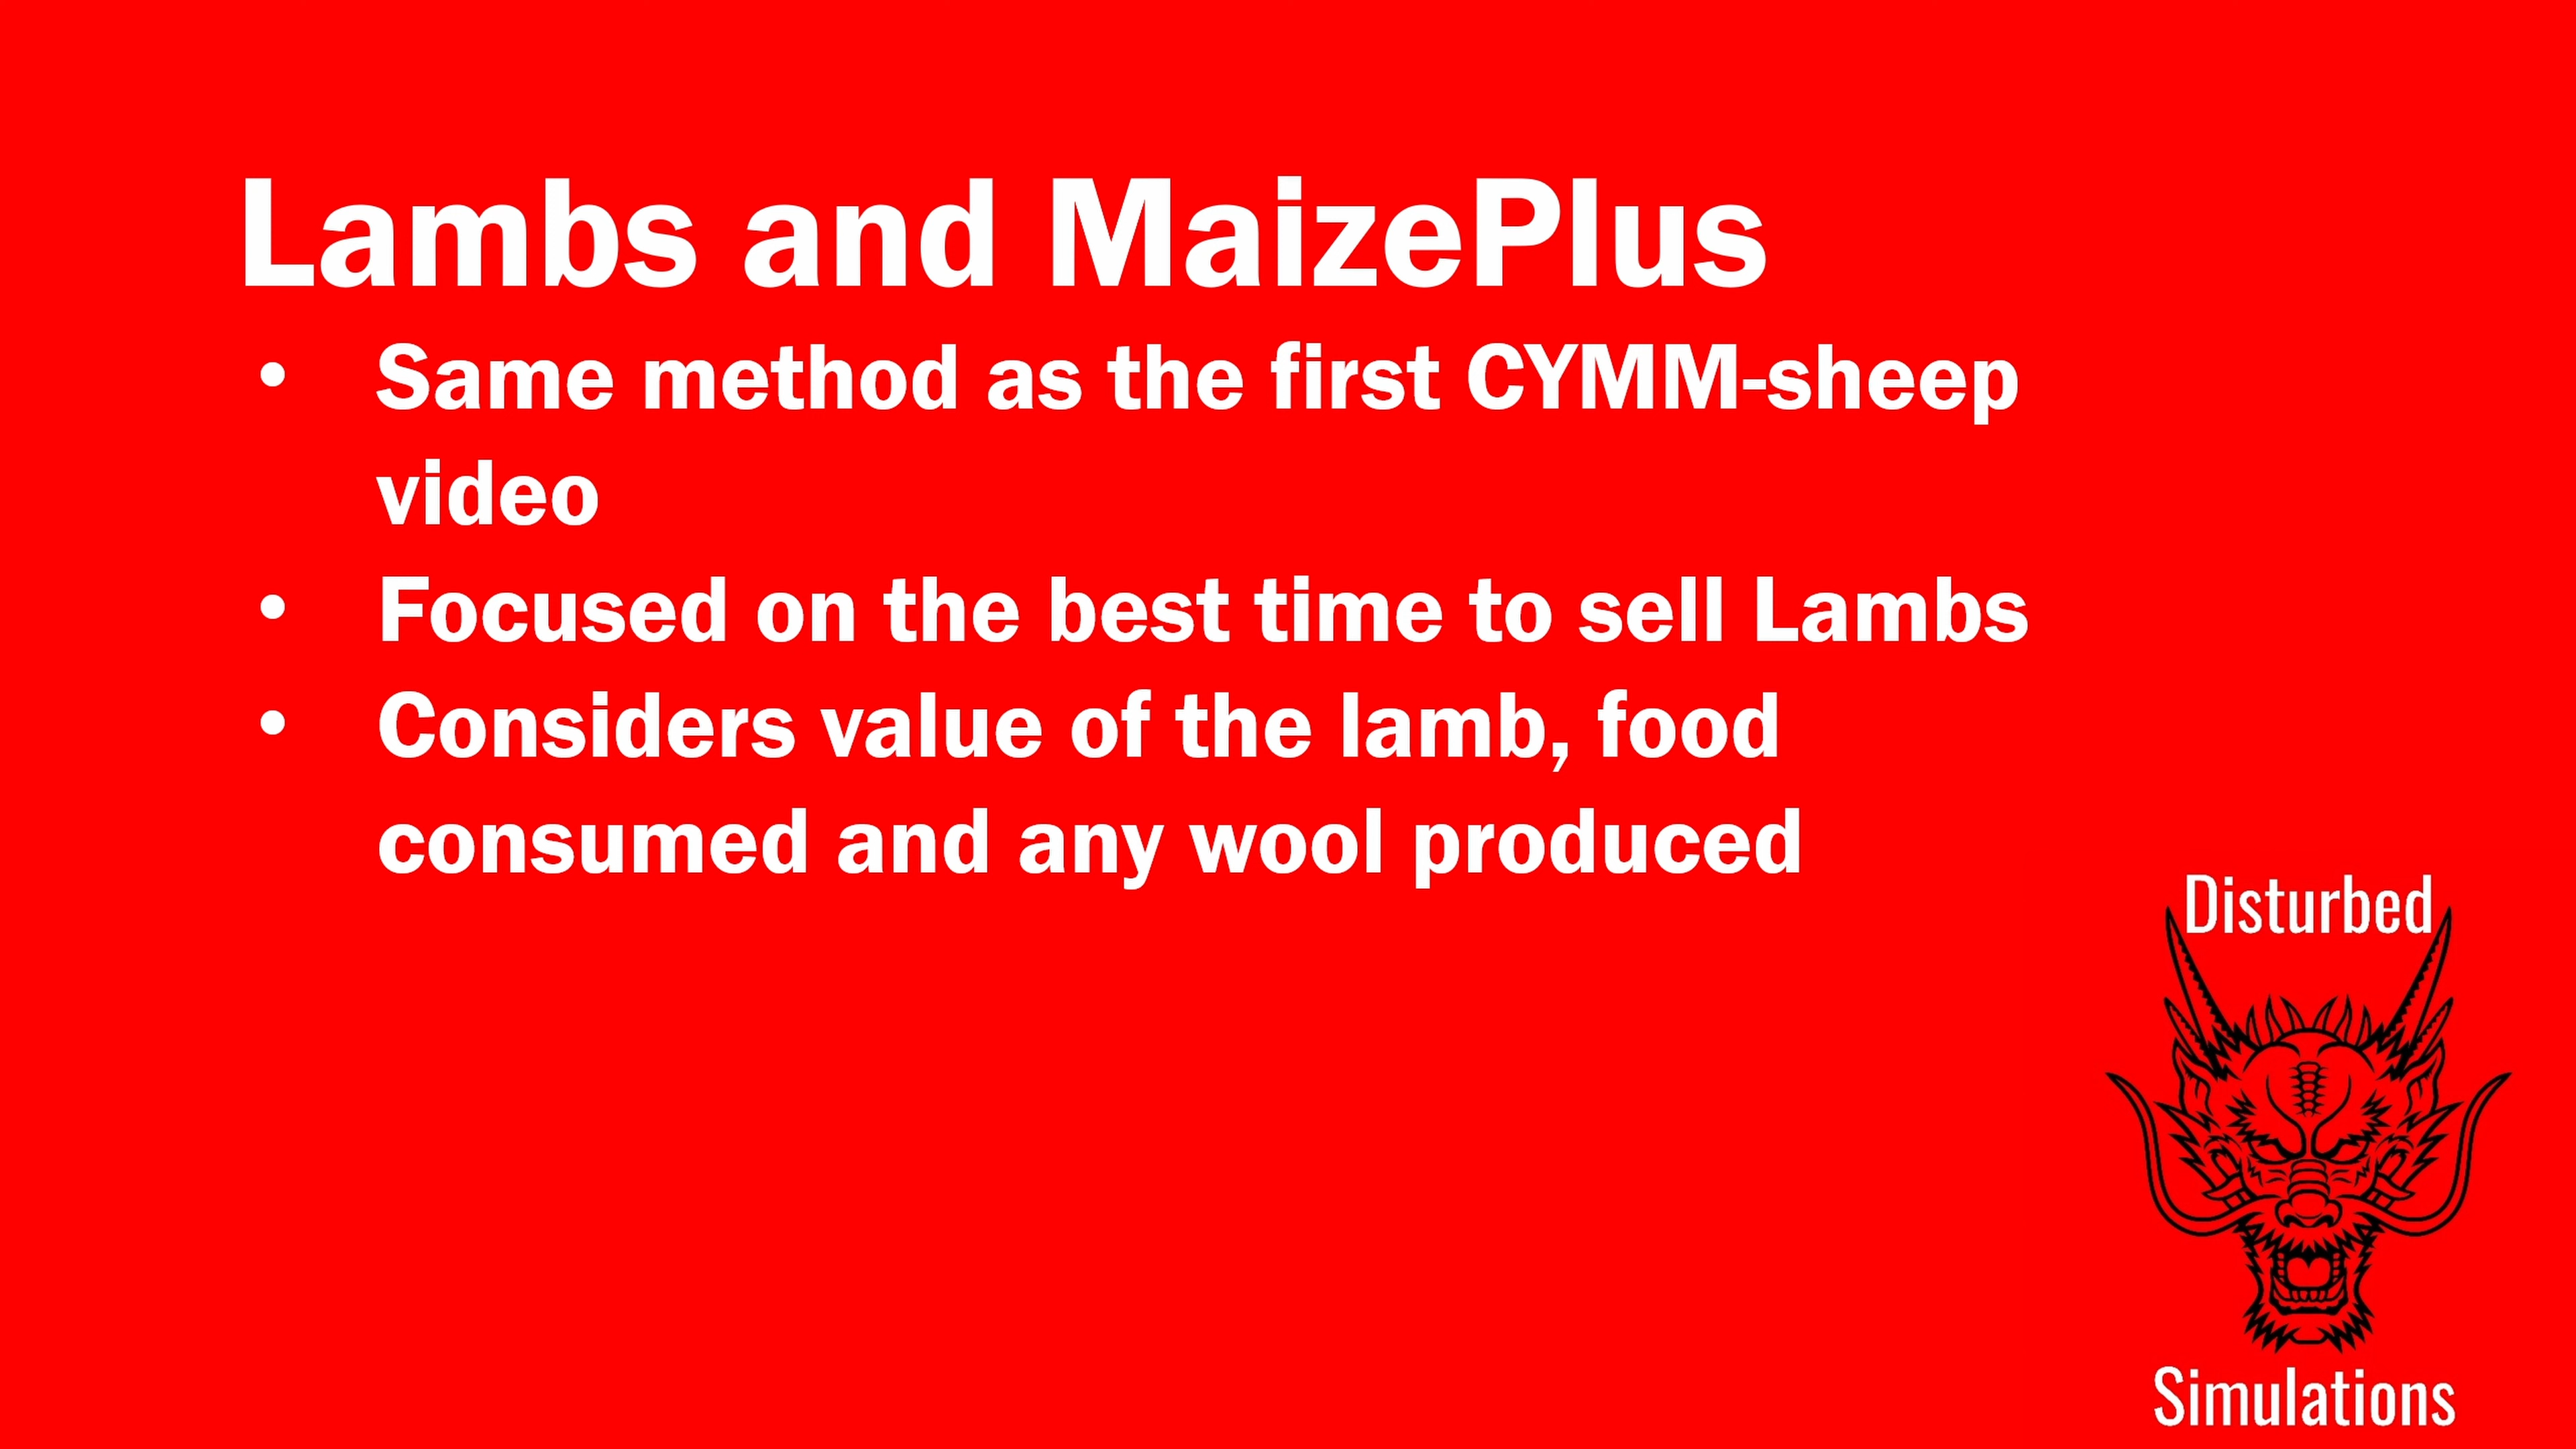 Lambs and MaizePlus
• Same method as the first CYMM-sheep
video
• Focused on the best time to sell Lambs
• Considers value of the lamb, food
consumed and any wool produced
Disturbed
Simulations